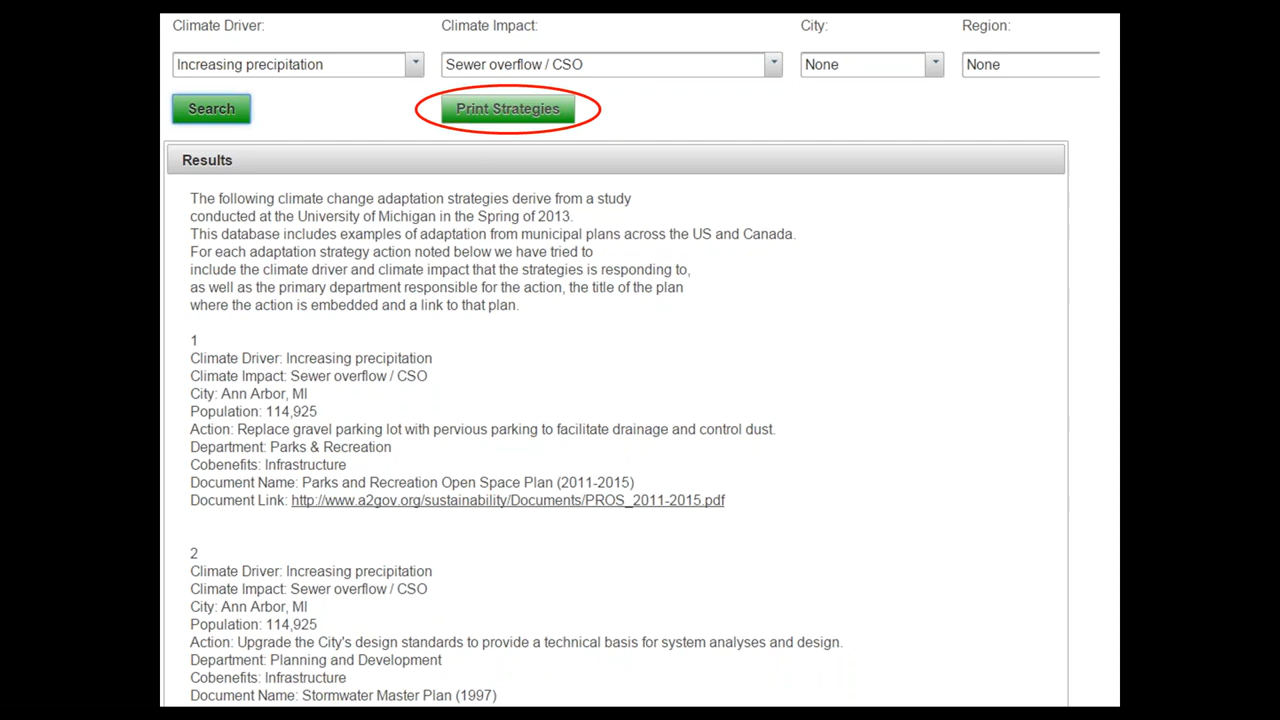 Climate Driver: Climate Impact: City: Region:
Increasing precipitation Sewer overflow / CSO None None
Search Print Strategies
Results
The following climate change adaptation strategies derive from a study
conducted at the University of Michigan in the Spring of 2013.
This database includes examples of adaptation from municipal plans across the US and Canada.
For each adaptation strategy action noted below we have tried to
include the climate driver and climate impact that the strategies is responding to,
as well as the primary department responsible for the action, the title of the plan
where the action is embedded and a link to that plan.
1
Climate Driver: Increasing precipitation
Climate Impact: Sewer overflow / CSO
City: Ann Arbor, MI
Population: 114,925
Action: Replace gravel parking lot with pervious parking to facilitate drainage and control dust.
Department: Parks & Recreation
Cobenefits: Infrastructure
Document Name: Parks and Recreation Open Space Plan (2011-2015)
Document Link: http://www.a2gov.org/sustainability/Documents/PROS_2011-2015.pdf
2
Climate Driver: Increasing precipitation
Climate Impact: Sewer overflow / CSO
City: Ann Arbor, MI
Population: 114,925
Action: Upgrade the City's design standards to provide a technical basis for system analyses and design.
Department: Planning and Development
Cobenefits: Infrastructure
Document Name: Stormwater Master Plan (1997)